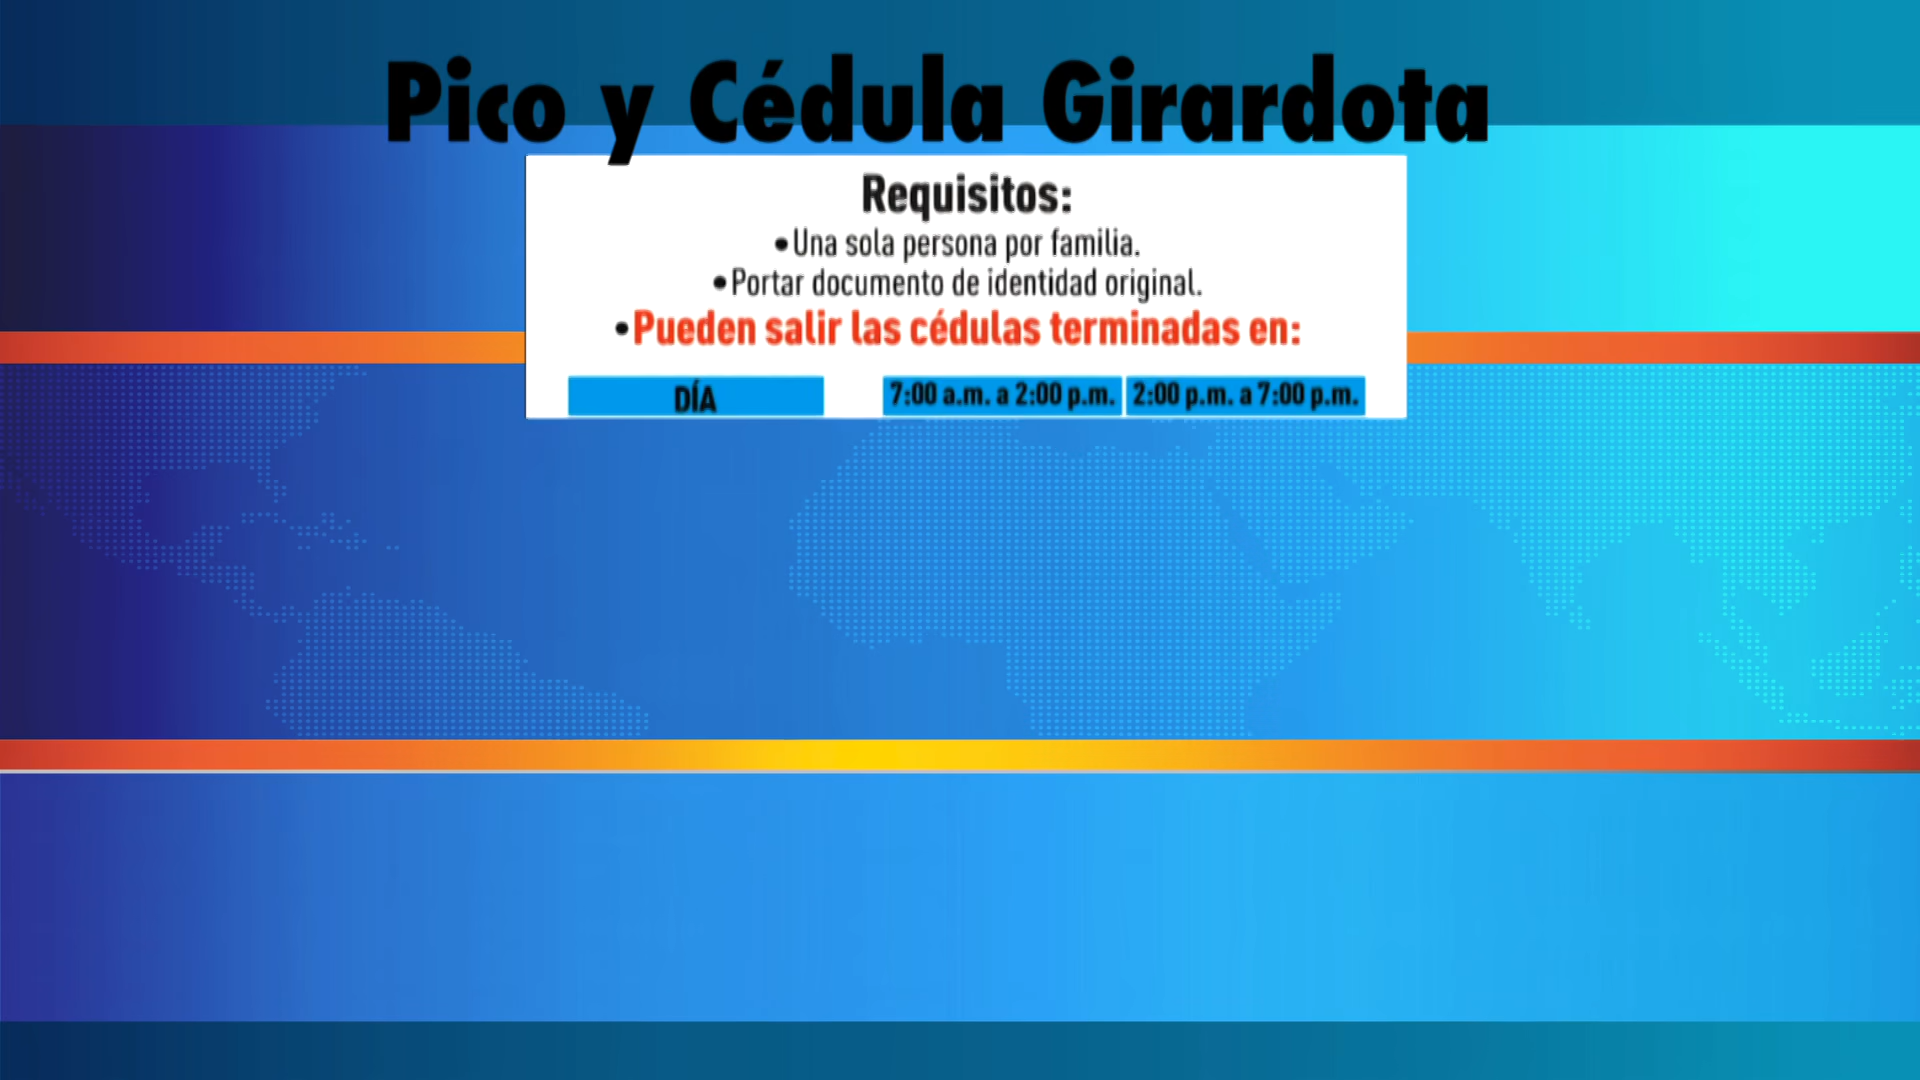 Pico y Cédula Girardota
Requisitos:
•Una sola persona por familia.
•Portar documento de identidad original.
•Pueden salir las cédulas terminadas en:
DÍA 7:00 a.m. a 2:00 p.m. 2:00 p.m. a 7:00 p.m.